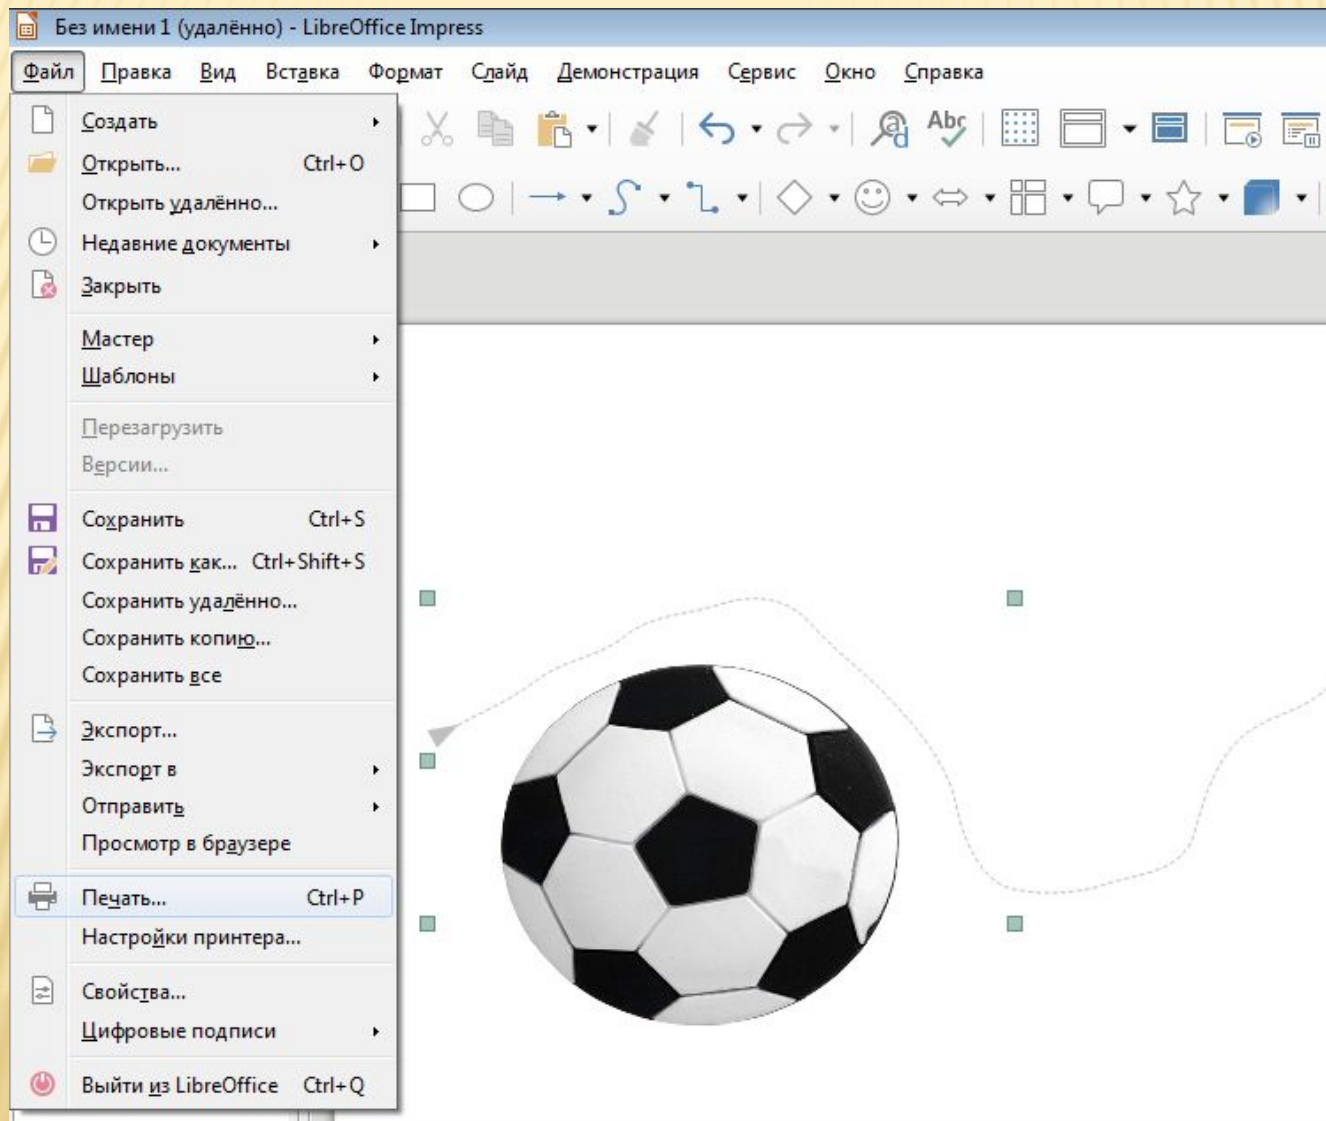 Без имени 1 (удалённо) - LibreOffice Impress
Файл Правка Вид Вставка Формат Слайд Демонстрация Сервис Окно Справка
Создать
Открыть... Ctrl+O
Открыть удалённо...
Недавние документы
Закрыть
Мастер
Шаблоны
Перезагрузить
Версии...
Сохранить Ctrl+S
Сохранить как... Ctrl+Shift+S
Сохранить удалённо...
Сохранить копию...
Сохранить все
Экспорт...
Экспорт в
Отправить
Просмотр в браузере
Печать... Ctrl+P
Настройки принтера...
Свойства...
Цифровые подписи
Выйти из LibreOffice Ctrl+Q
a
d
Abc